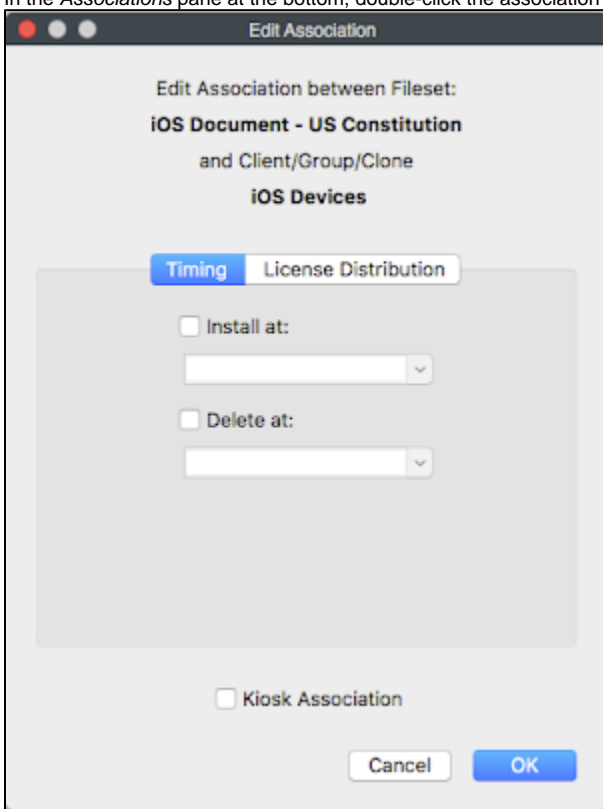 In the Associations pane at the bottom, double-click the association
Edit Association
Edit Association between Fileset:
iOS Document - US Constitution
and Client/Group/Clone
iOS Devices
Timing License Distribution
Install at:
Delete at:
Kiosk Association
Cancel OK